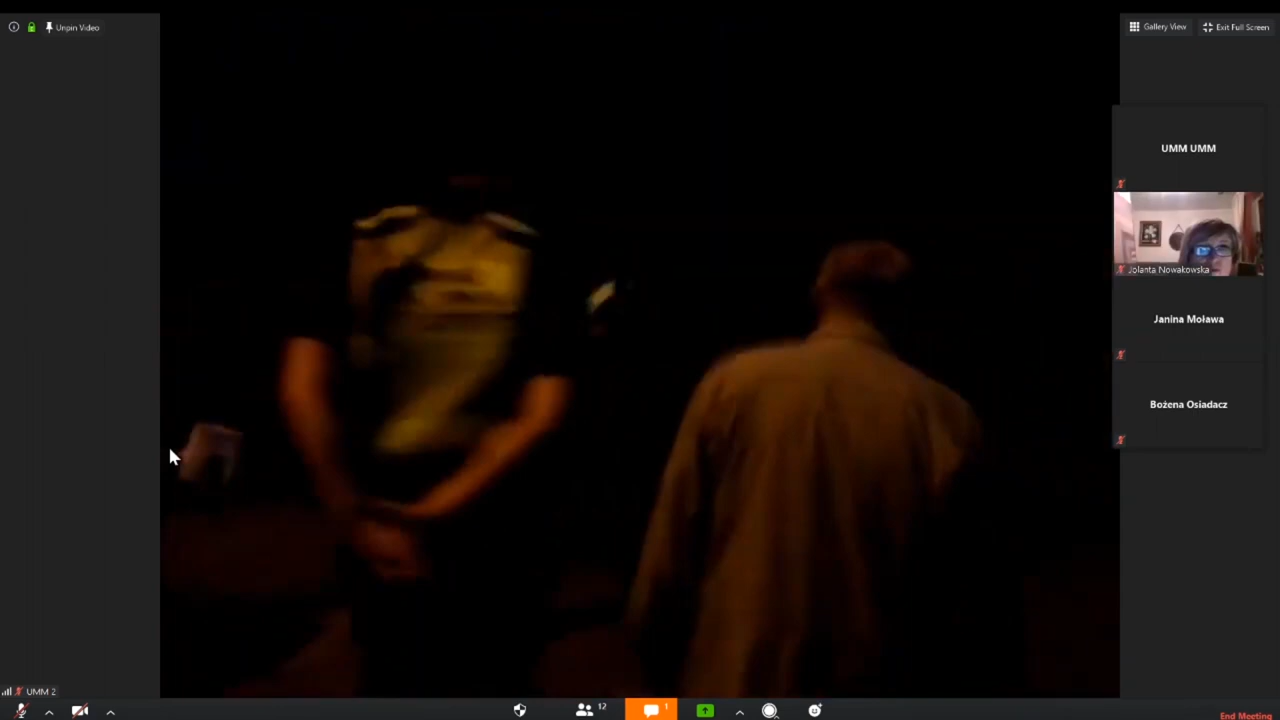 Unpin Video
Gallery View
Exit Full Screen
UMM UMM
Jolanta Nowakowska
Janina Moława
Bożena Osiadacz
UMM 2
12
1
End Meeting